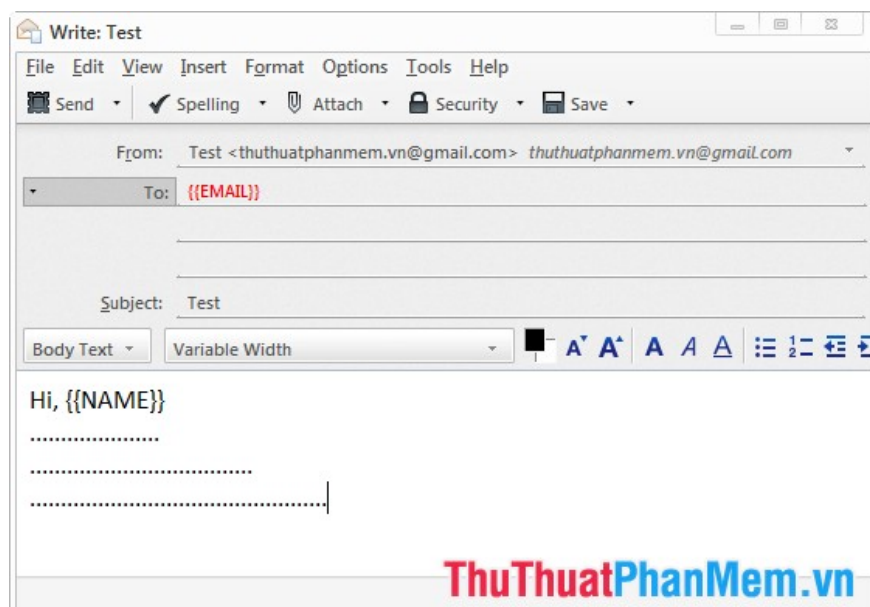 Write: Test
File Edit View Insert Format Options Tools Help
Send Spelling Attach Security Save
From: Test <thuthuatphanmem.vn@gmail.com> thuthuatphanmem.vn@gmail.com
To: {{EMAIL}}
Subject: Test
Body Text Variable Width
Hi, {{NAME}}
.....................
....................................
................................................
ThuThuatPhanMem.vn